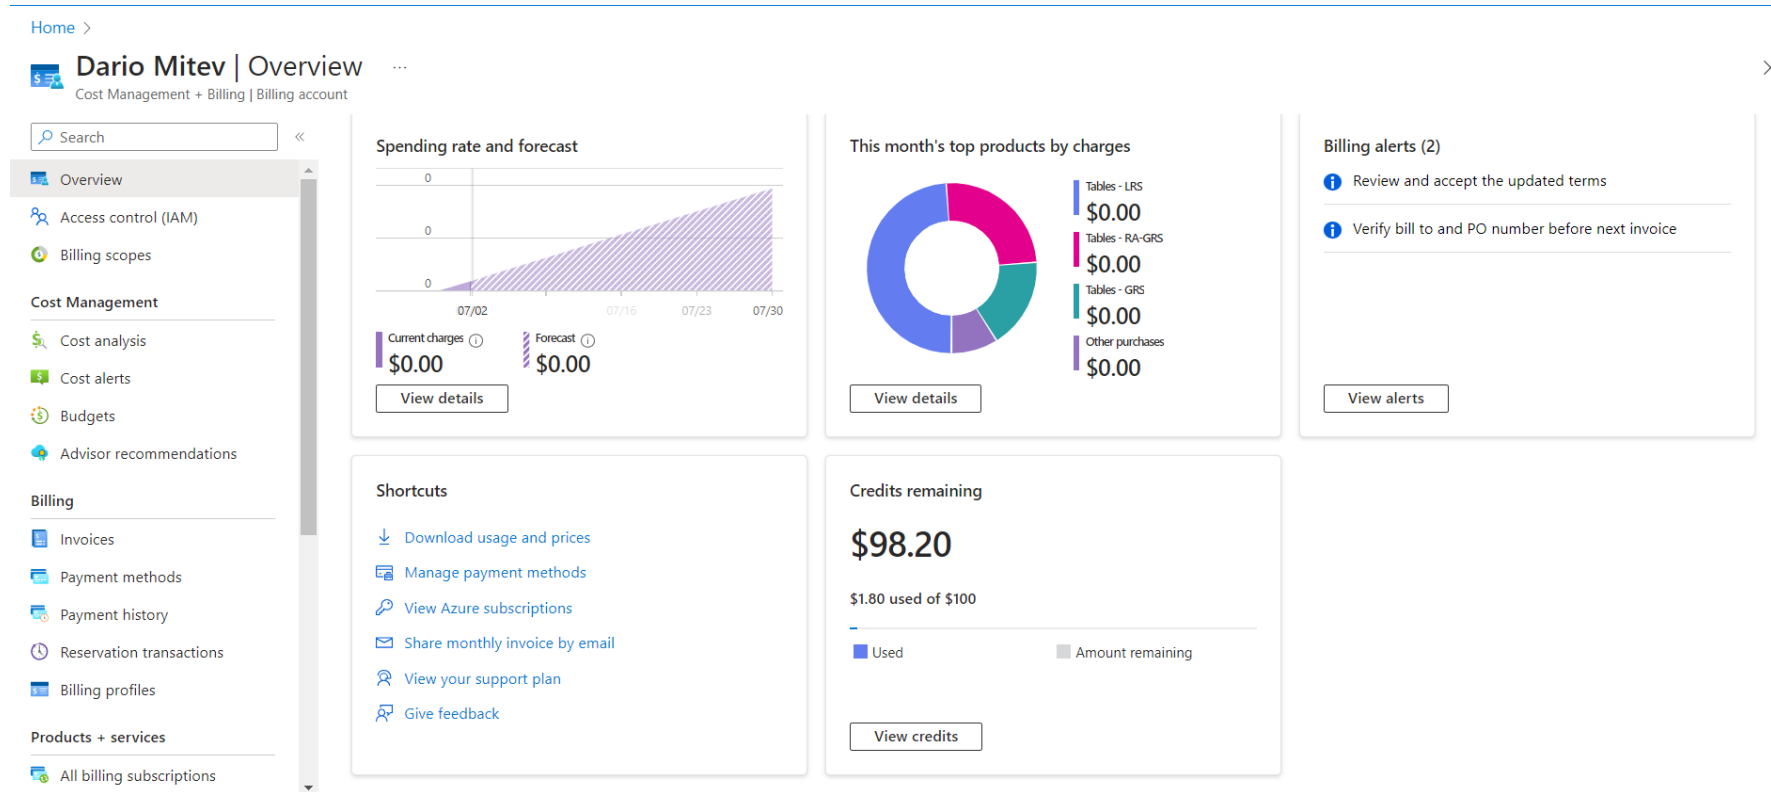 Home
Dario Mitev | Overview ...
Cost Management + Billing | Billing account
Search
Overview
Access control (IAM)
Billing scopes
Cost Management
Cost analysis
Cost alerts
Budgets
Advisor recommendations
Billing
Invoices
Payment methods
Payment history
Reservation transactions
Billing profiles
Products + services
All billing subscriptions
Spending rate and forecast
0
0
0
07/02 07/16 07/23 07/30
Current charges
$0.00
Forecast
$0.00
View details
This month's top products by charges
Tables - LRS
$0.00
Tables - RA-GRS
$0.00
Tables - GRS
$0.00
Other purchases
$0.00
View details
Billing alerts (2)
Review and accept the updated terms
Verify bill to and PO number before next invoice
View alerts
Shortcuts
Download usage and prices
Manage payment methods
View Azure subscriptions
Share monthly invoice by email
View your support plan
Give feedback
Credits remaining
$98.20
$1.80 used of $100
Used
Amount remaining
View credits